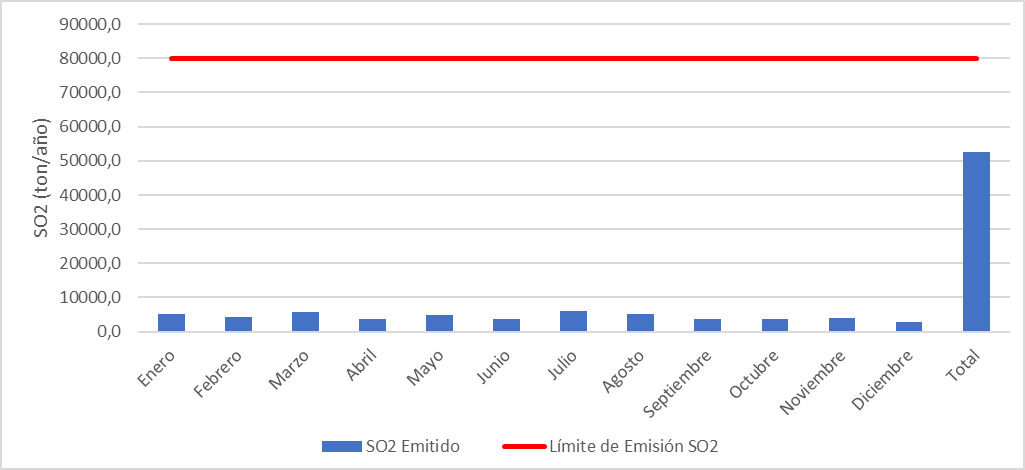 90000,0
80000,0
70000,0
60000,0
50000,0
40000,0
30000,0
20000,0
10000,0
0,0
SO2 (ton/año)
Enero
Febrero
Marzo
Abril
Mayo
Junio
Julio
Agosto
Septiembre
Octubre
Noviembre
Diciembre
Total
SO2 Emitido
Límite de Emisión SO2